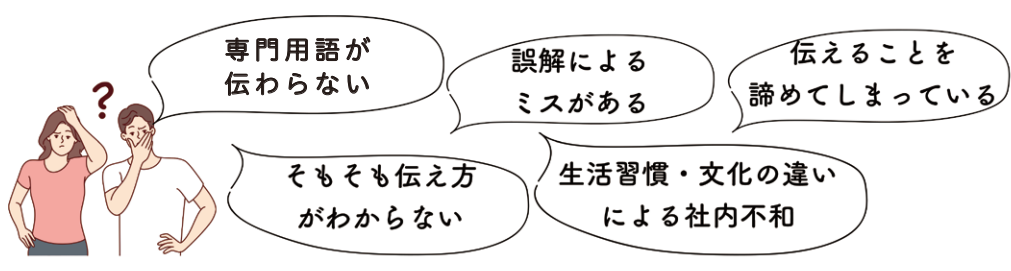 専門用語が
伝わらない
誤解による
ミスがある
伝えることを
諦めてしまっている
そもそも伝え方
がわからない
生活習慣・文化の違い
による社内不和
?